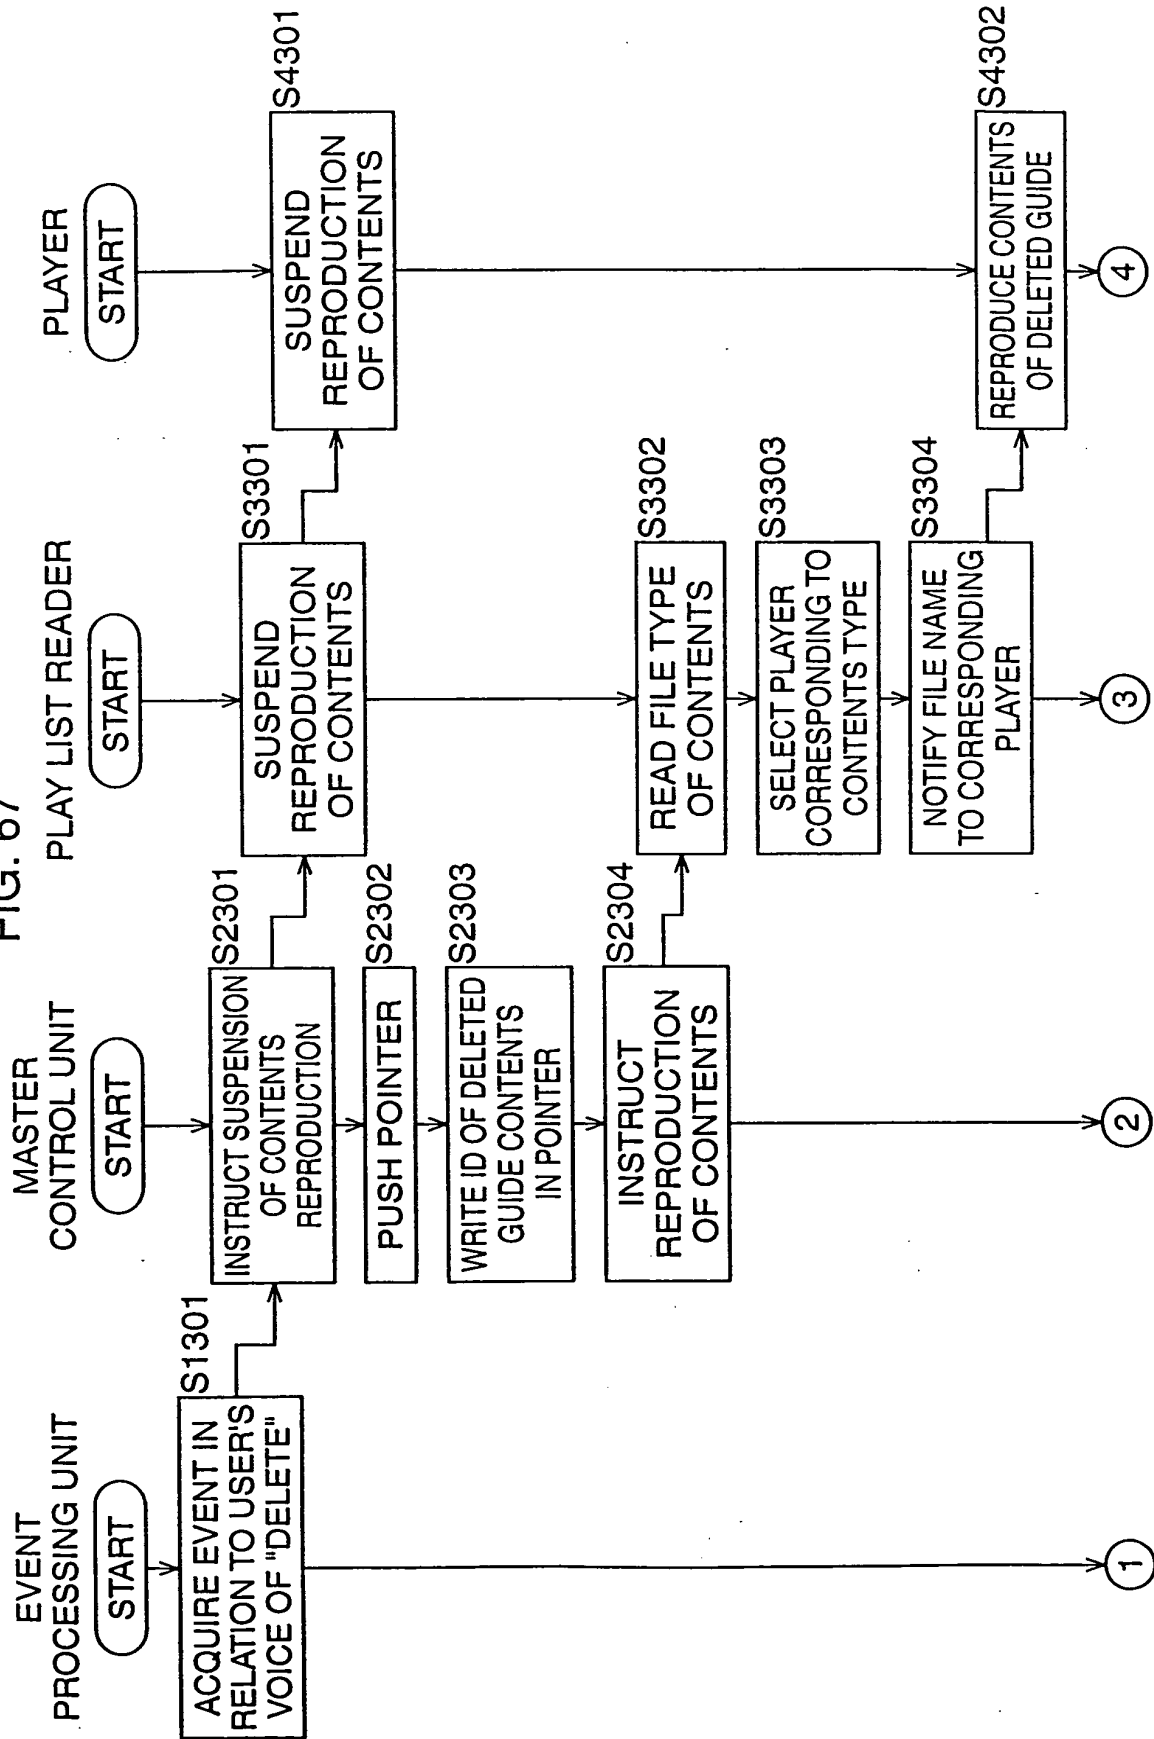 FIG. 67
EVENT
PROCESSING UNIT
START
ACQUIRE EVENT IN
RELATION TO USER'S
VOICE OF "DELETE"
S1301
1
MASTER
CONTROL UNIT
START
INSTRUCT SUSPENSION
OF CONTENTS
REPRODUCTION
S2301
PUSH POINTER
S2302
WRITE ID OF DELETED
GUIDE CONTENTS
IN POINTER
S2303
INSTRUCT
REPRODUCTION
OF CONTENTS
S2304
2
PLAY LIST READER
START
SUSPEND
REPRODUCTION
OF CONTENTS
S3301
READ FILE TYPE
OF CONTENTS
S3302
SELECT PLAYER
CORRESPONDING TO
CONTENTS TYPE
S3303
NOTIFY FILE NAME
TO CORRESPONDING
PLAYER
S3304
3
PLAYER
START
SUSPEND
REPRODUCTION
OF CONTENTS
S4301
REPRODUCE CONTENTS
OF DELETED GUIDE
S4302
4